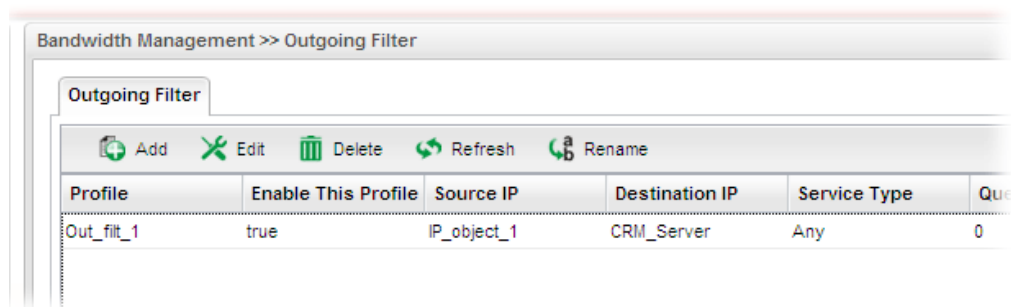 Bandwidth Management >> Outgoing Filter
Outgoing Filter
Add Edit Delete Refresh Rename
Profile Enable This Profile Source IP Destination IP Service Type
Out_filt_1 true IP_object_1 CRM_Server Any 0